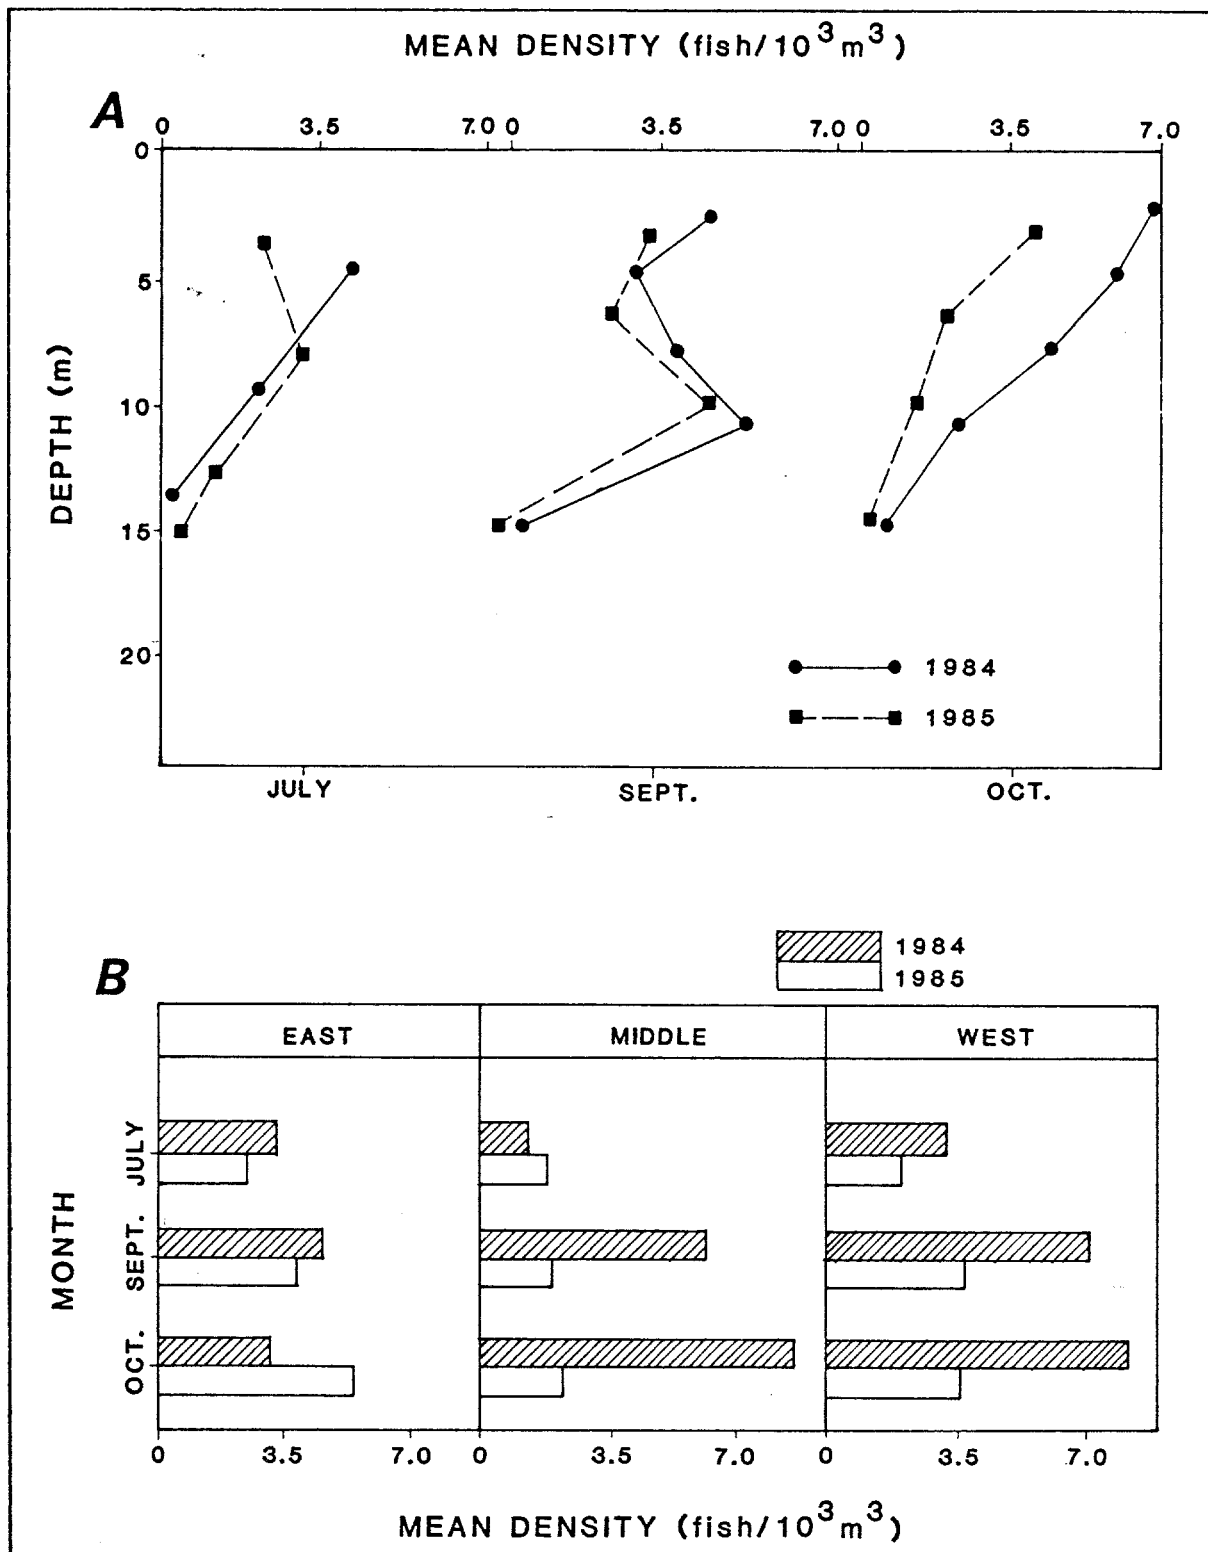 MEAN DENSITY (fish/10³m³)
A
0 3.5 7.0 0 3.5 7.0 0 3.5 7.0
0
5
10
15
20
DEPTH (m)
1984
1985
JULY SEPT. OCT.
1984
1985
B
EAST MIDDLE WEST
MONTH
JULY
SEPT.
OCT.
0 3.5 7.0 0 3.5 7.0 0 3.5 7.0
MEAN DENSITY (fish/10³m³)